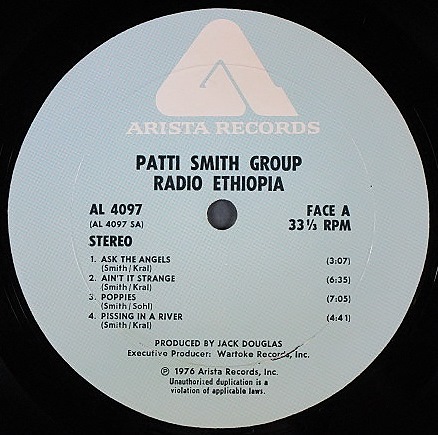 ARISTA RECORDS
PATTI SMITH GROUP
RADIO ETHIOPIA
AL 4097 FACE A
(AL 4097 SA) 33⅓ RPM
STEREO
1. ASK THE ANGELS (3:07)
(Smith/Kral)
2. AIN'T IT STRANGE (6:35)
(Smith/Kral)
3. POPPIES (7:05)
(Smith/Sohl)
4. PISSING IN A RIVER (4:41)
(Smith/Kral)
PRODUCED BY JACK DOUGLAS
Executive Producer: Wartoke Records, Inc.
℗ 1976 Arista Records, Inc.
Unauthorized duplication is a
violation of applicable laws.